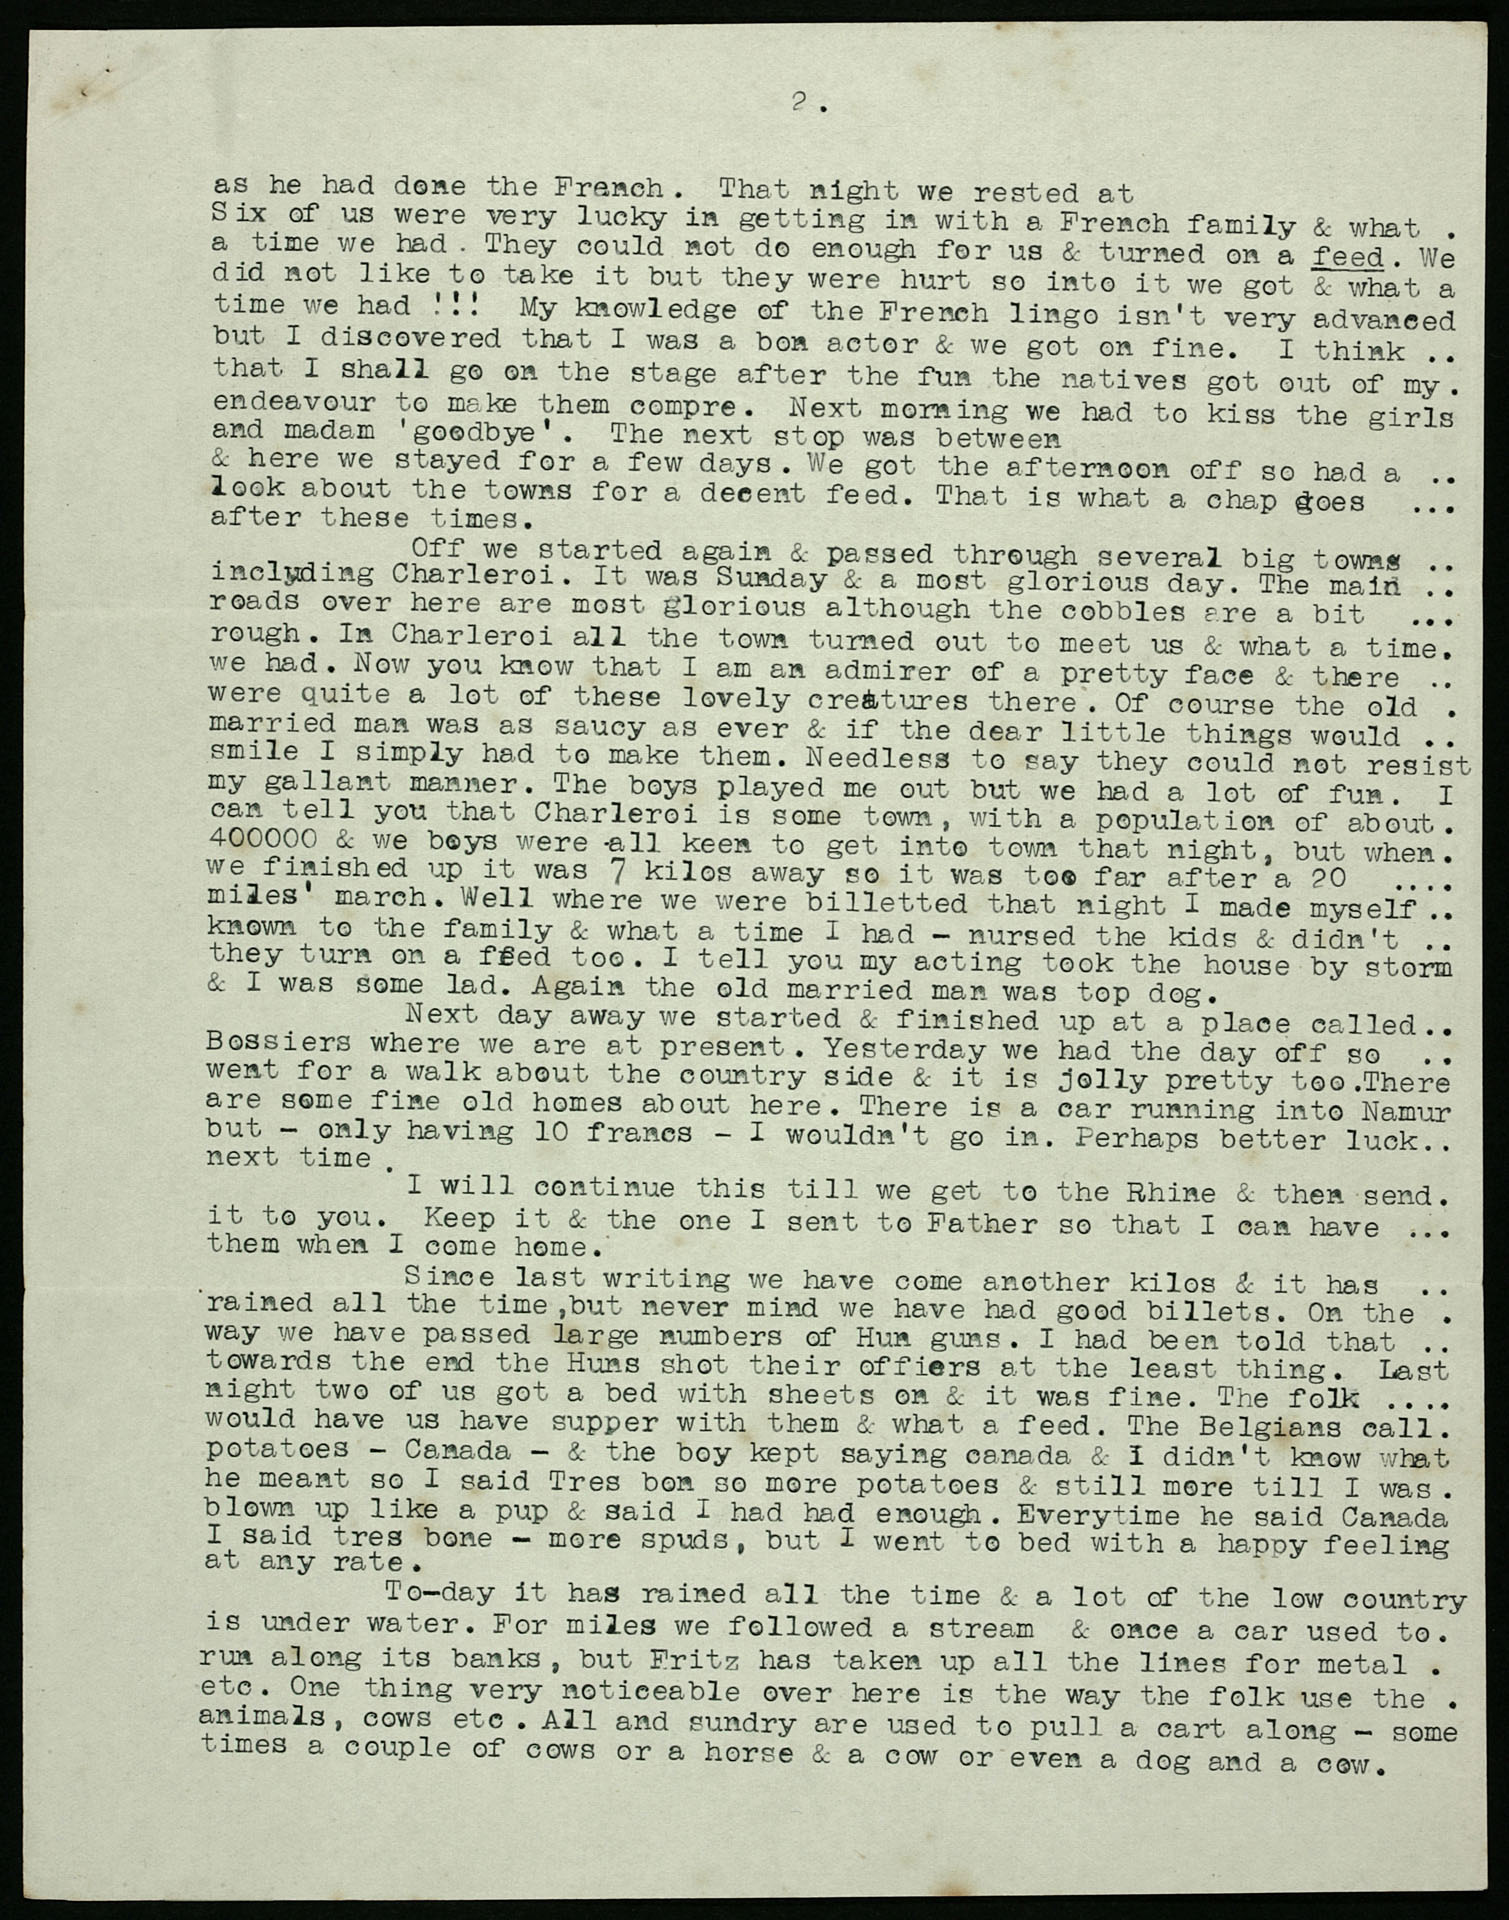 2.
as he had done the French.  That night we rested at
Six of us were very lucky in getting in with a French family & what .
a time we had. They could not do enough for us & turned on a feed. We
did not like to take it but they were hurt so into it we got & what a
time we had !!!  My knowledge of the French lingo isn't very advanced
but I discovered that I was a bon actor & we got on fine.  I think ..
that I shall go on the stage after the fun the natives got out of my.
endeavour to make them compre.  Next morning we had to kiss the girls
and madam 'goodbye'.  The next stop was between
& here we stayed for a few days. We got the afternoon off so had a ..
look about the towns for a decent feed. That is what a chap goes ...
after these times.
Off we started again & passed through several big towns ..
including Charleroi. It was Sunday & a most glorious day. The main ..
roads over here are most glorious although the cobbles are a bit ...
rough. In Charleroi all the town turned out to meet us & what a time.
we had. Now you know that I am an admirer of a pretty face & there ..
were quite a lot of these lovely creatures there. Of course the old .
married man was as saucy as ever & if the dear little things would ..
smile I simply had to make them. Needless to say they could not resist
my gallant manner. The boys played me out but we had a lot of fun.  I
can tell you that Charleroi is some town, with a population of about.
400000 & we boys were all keen to get into town that night, but when.
we finished up it was 7 kilos away so it was too far after a 20 ....
miles' march. Well where we were billetted that night I made myself..
known to the family & what a time I had - nursed the kids & didn't ..
they turn on a feed too. I tell you my acting took the house by storm
& I was some lad. Again the old married man was top dog.
Next day away we started & finished up at a place called..
Bossiers where we are at present. Yesterday we had the day off so ..
went for a walk about the country side & it is jolly pretty too.There
are some fine old homes about here. There is a car running into Namur
but - only having 10 francs - I wouldn't go in. Perhaps better luck..
next time.
I will continue this till we get to the Rhine & then send.
it to you.  Keep it & the one I sent to Father so that I can have ...
them when I come home.
Since last writing we have come another kilos & it has ..
rained all the time,but never mind we have had good billets. On the .
way we have passed large numbers of Hun guns. I had been told that ..
towards the end the Huns shot their offiers at the least thing.  Last
night two of us got a bed with sheets on & it was fine. The folk ....
would have us have supper with them & what a feed. The Belgians call.
potatoes - Canada - & the boy kept saying canada & I didn't know what
he meant so I said Tres bon so more potatoes & still more till I was.
blown up like a pup & said I had had enough. Everytime he said Canada
I said tres bone - more spuds, but I went to bed with a happy feeling
at any rate.
To-day it has rained all the time & a lot of the low country
is under water. For miles we followed a stream  & once a car used to.
run along its banks, but Fritz has taken up all the lines for metal .
etc. One thing very noticeable over here is the way the folk use the .
animals, cows etc. All and sundry are used to pull a cart along - some
times a couple of cows or a horse & a cow or even a dog and a cow.